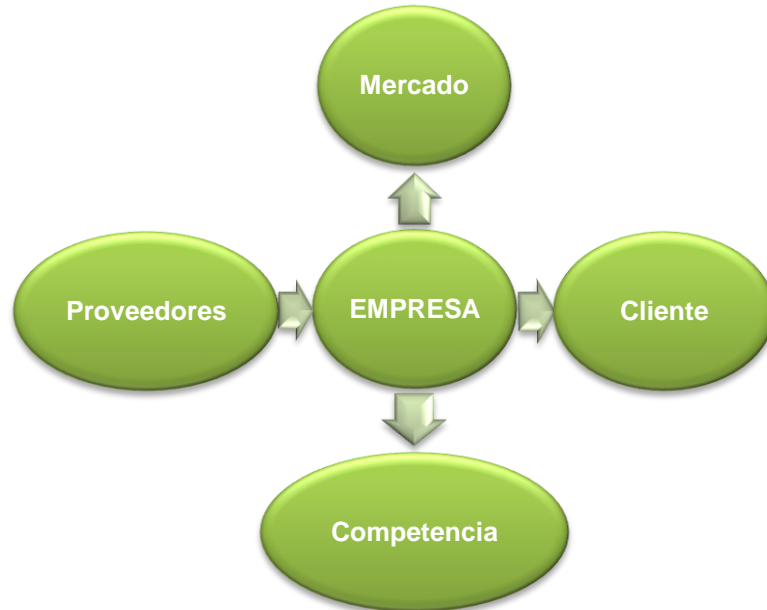 Mercado
Proveedores
EMPRESA
Cliente
Competencia